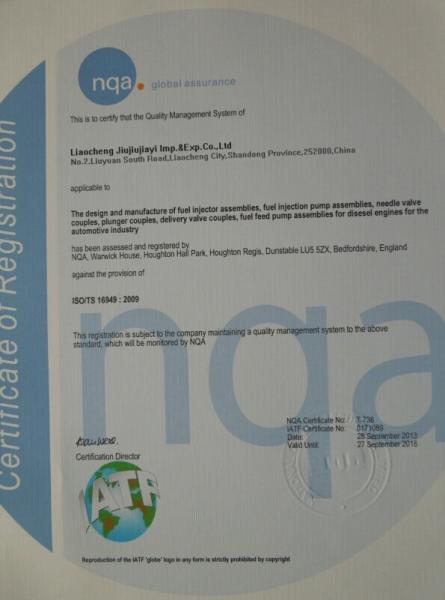 Certificate of Registration
nqa.
global assurance
This is to certify that the Quality Management System of
Liaocheng Jiujiujiayi Imp.&Exp.Co.,Ltd
No.2,Liuyuan South Road,Liaocheng City,Shandong Province,252000,China
applicable to
The design and manufacture of fuel injector assemblies, fuel injection pump assemblies, needle valve
couples, plunger couples, delivery valve couples, fuel feed pump assemblies for disesel engines for the
automotive industry
has been assessed and registered by
NQA, Warwick House, Houghton Hall Park, Houghton Regis, Dunstable LU5 5ZX, Bedfordshire, England
against the provision of
ISO/TS 16949 : 2009
This registration is subject to the company maintaining a quality management system to the above
standard, which will be monitored by NQA
nqa
NQA Certificate No: T 736
IATF Certificate No: 0171089
Date: 28 September 2013
Valid Until: 27 September 2016
Certification Director
IATF
Reproduction of the IATF 'globe' logo in any form is strictly prohibited by copyright